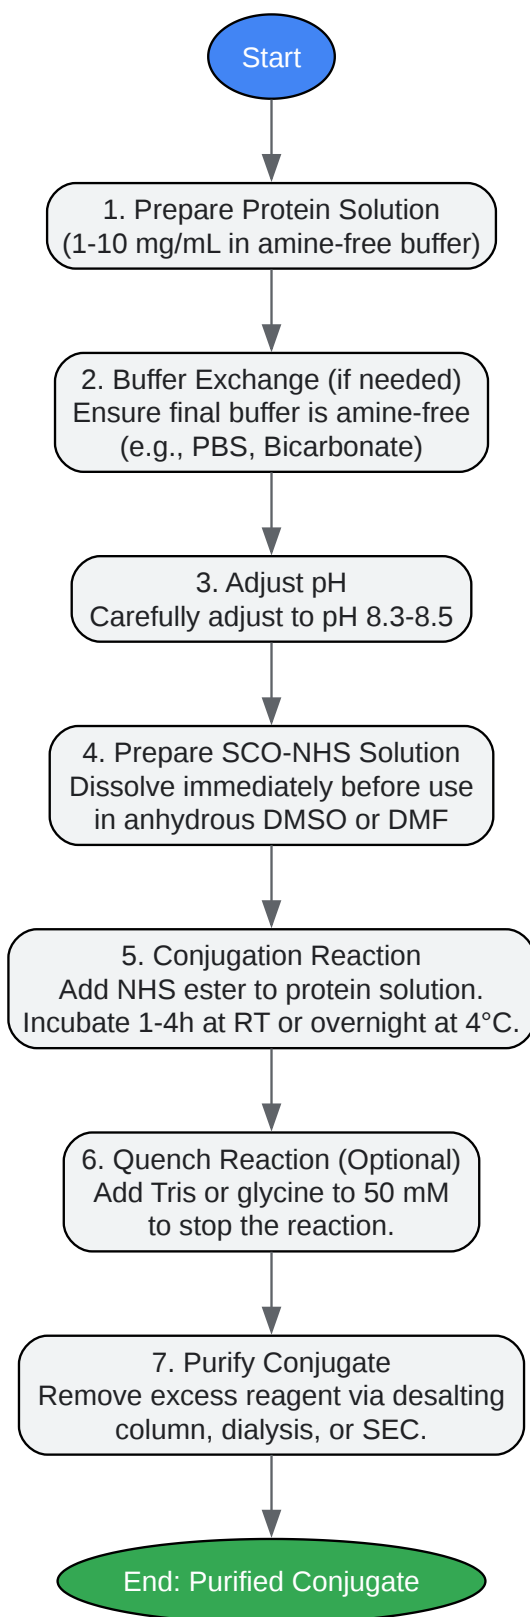 Start
1. Prepare Protein Solution
(1-10 mg/mL in amine-free buffer)
2. Buffer Exchange (if needed)
Ensure final buffer is amine-free
(e.g., PBS, Bicarbonate)
3. Adjust pH
Carefully adjust to pH 8.3-8.5
4. Prepare SCO-NHS Solution
Dissolve immediately before use
in anhydrous DMSO or DMF
5. Conjugation Reaction
Add NHS ester to protein solution.
Incubate 1-4h at RT or overnight at 4°C.
6. Quench Reaction (Optional)
Add Tris or glycine to 50 mM
to stop the reaction.
7. Purify Conjugate
Remove excess reagent via desalting
column, dialysis, or SEC.
End: Purified Conjugate